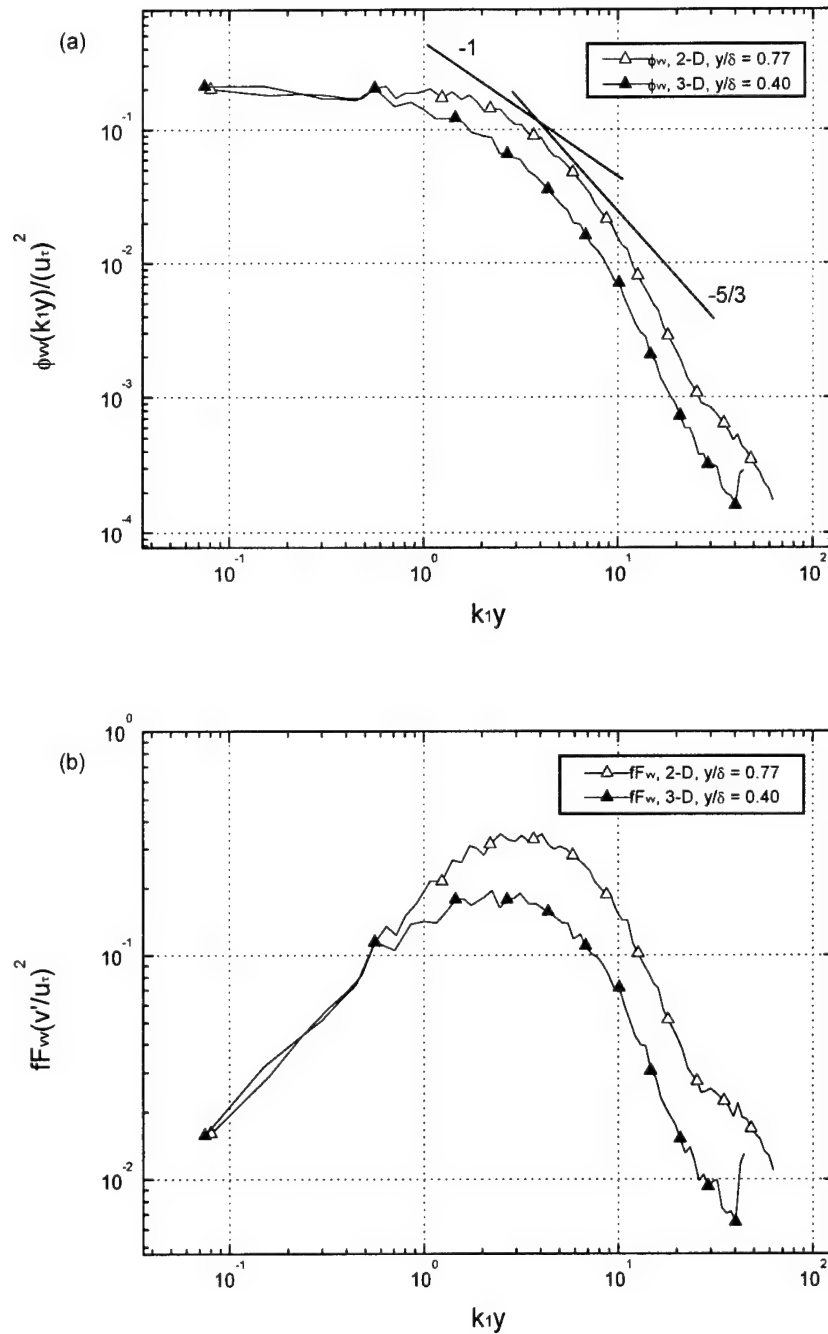 (a)
-1
ϕvv, 2-D, y/δ = 0.77
ϕvv, 3-D, y/δ = 0.40
-5/3
10⁻¹
10⁻²
10⁻³
10⁻⁴
ϕvv(k₁y)/(uτ)²
10⁻¹
10⁰
10¹
10²
k₁y
(b)
fFvv, 2-D, y/δ = 0.77
fFvv, 3-D, y/δ = 0.40
10⁰
10⁻¹
10⁻²
fFvv(v'/uτ)²
10⁻¹
10⁰
10¹
10²
k₁y